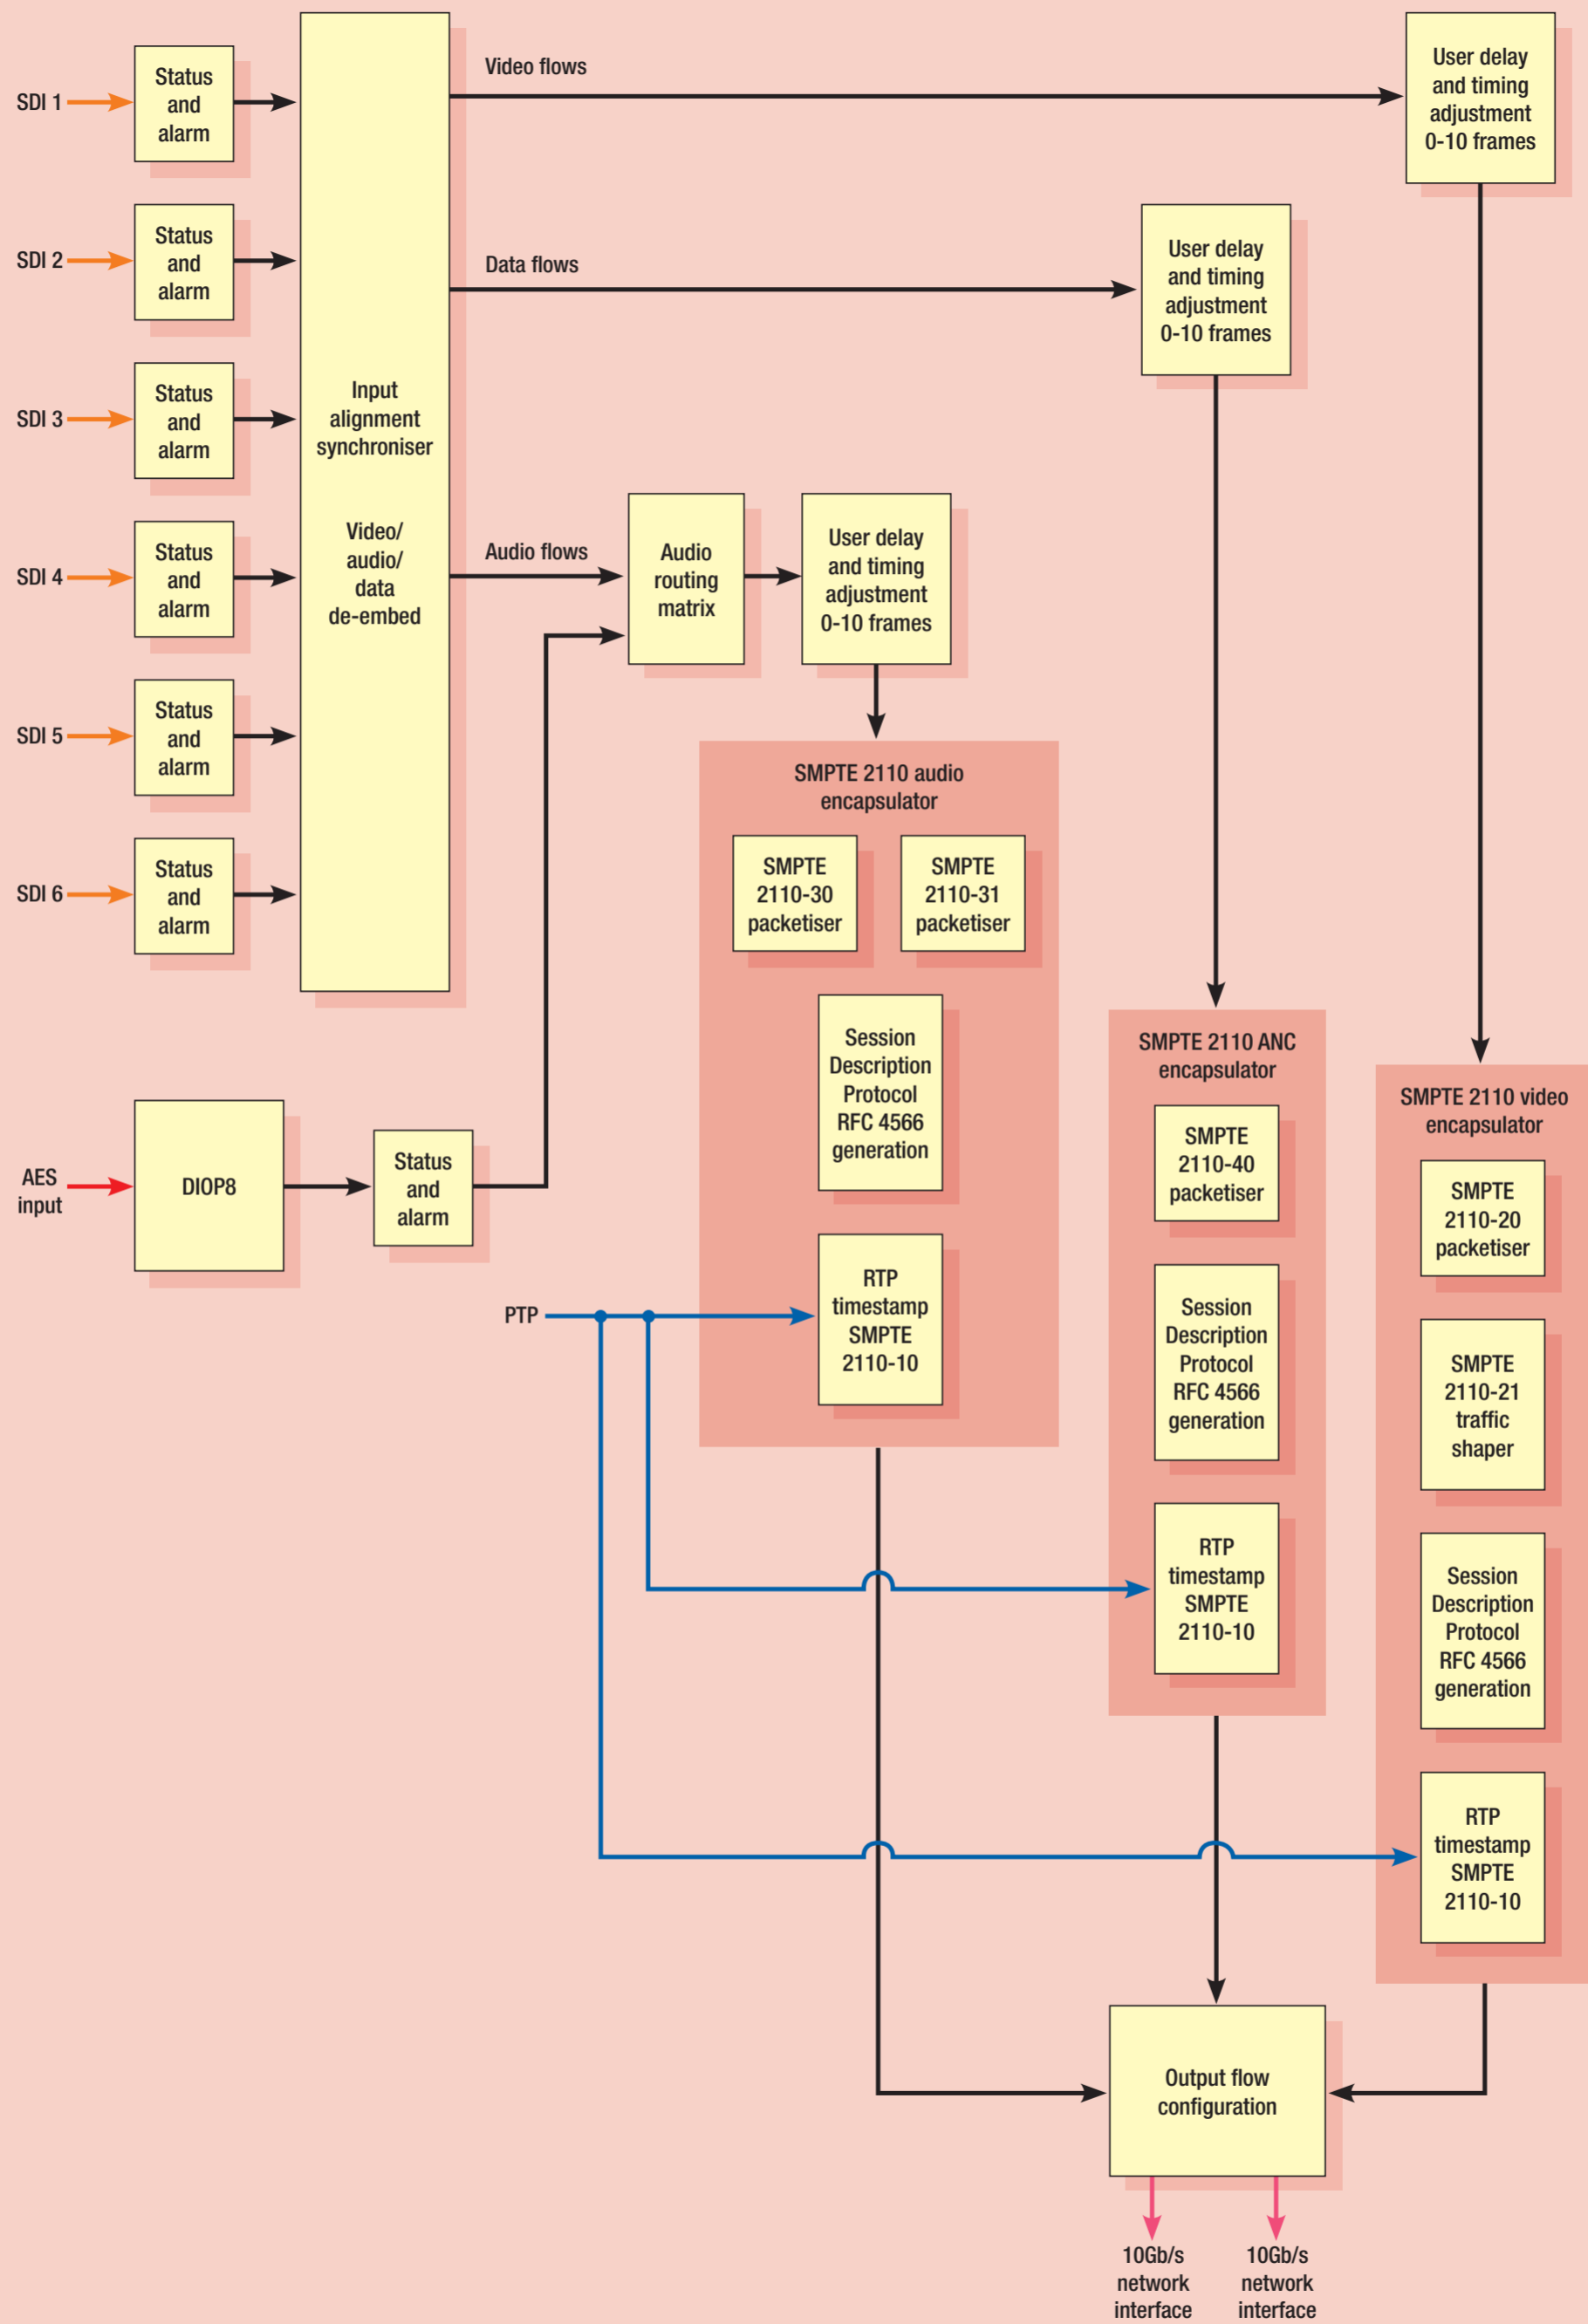 SDI 1
Status
and
alarm
SDI 2
Status
and
alarm
SDI 3
Status
and
alarm
SDI 4
Status
and
alarm
SDI 5
Status
and
alarm
SDI 6
Status
and
alarm
Input
alignment
synchroniser
Video/
audio/
data
de-embed
Video flows
User delay
and timing
adjustment
0-10 frames
Data flows
User delay
and timing
adjustment
0-10 frames
Audio flows
Audio
routing
matrix
User delay
and timing
adjustment
0-10 frames
AES
input
DIOP8
Status
and
alarm
PTP
SMPTE 2110 audio
encapsulator
SMPTE
2110-30
packetiser
SMPTE
2110-31
packetiser
Session
Description
Protocol
RFC 4566
generation
RTP
timestamp
SMPTE
2110-10
SMPTE 2110 ANC
encapsulator
SMPTE
2110-40
packetiser
Session
Description
Protocol
RFC 4566
generation
RTP
timestamp
SMPTE
2110-10
SMPTE 2110 video
encapsulator
SMPTE
2110-20
packetiser
SMPTE
2110-21
traffic
shaper
Session
Description
Protocol
RFC 4566
generation
RTP
timestamp
SMPTE
2110-10
Output flow
configuration
10Gb/s
network
interface
10Gb/s
network
interface